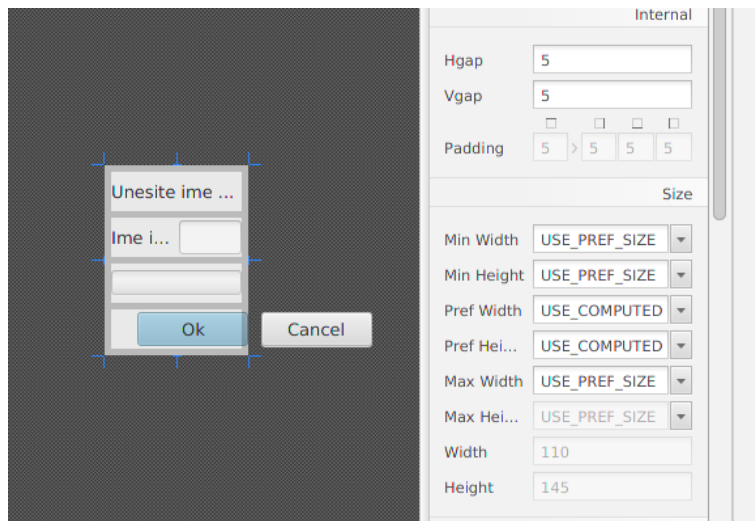 Unesite ime ...
Ime i...
Ok
Cancel
Internal
Hgap 5
Vgap 5
Padding 5 > 5 5 5
Size
Min Width USE_PREF_SIZE
Min Height USE_PREF_SIZE
Pref Width USE_COMPUTED
Pref Hei... USE_COMPUTED
Max Width USE_PREF_SIZE
Max Hei... USE_PREF_SIZE
Width 110
Height 145